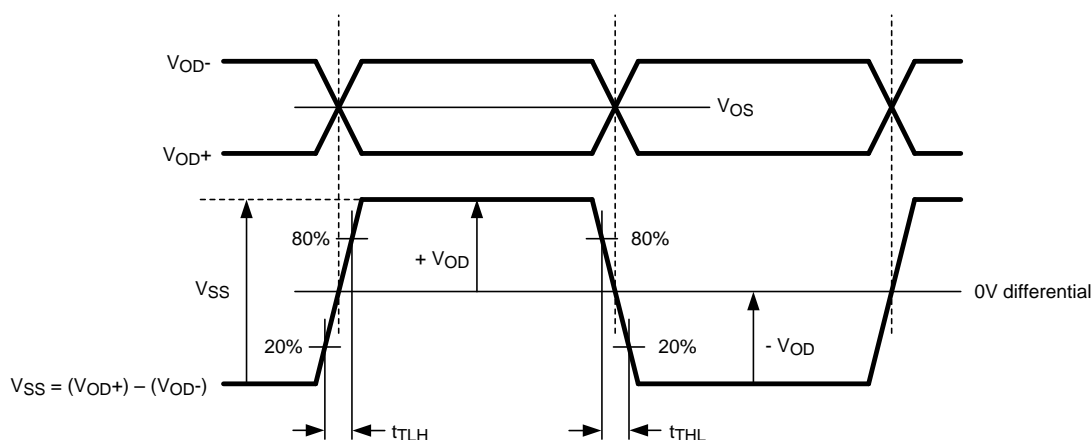 VOD-
VOS
VOD+
80%
80%
+ VOD
VSS
0V differential
20%
20%
- VOD
VSS = (VOD+) – (VOD-)
tTLH
tTHL